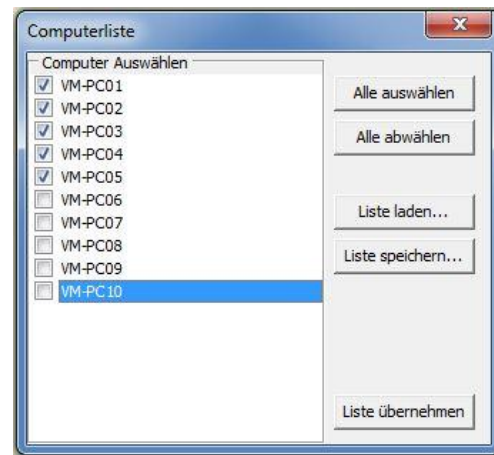 Computerliste
Computer Auswählen
VM-PC01
VM-PC02
VM-PC03
VM-PC04
VM-PC05
VM-PC06
VM-PC07
VM-PC08
VM-PC09
VM-PC10
Alle auswählen
Alle abwählen
Liste laden...
Liste speichern...
Liste übernehmen